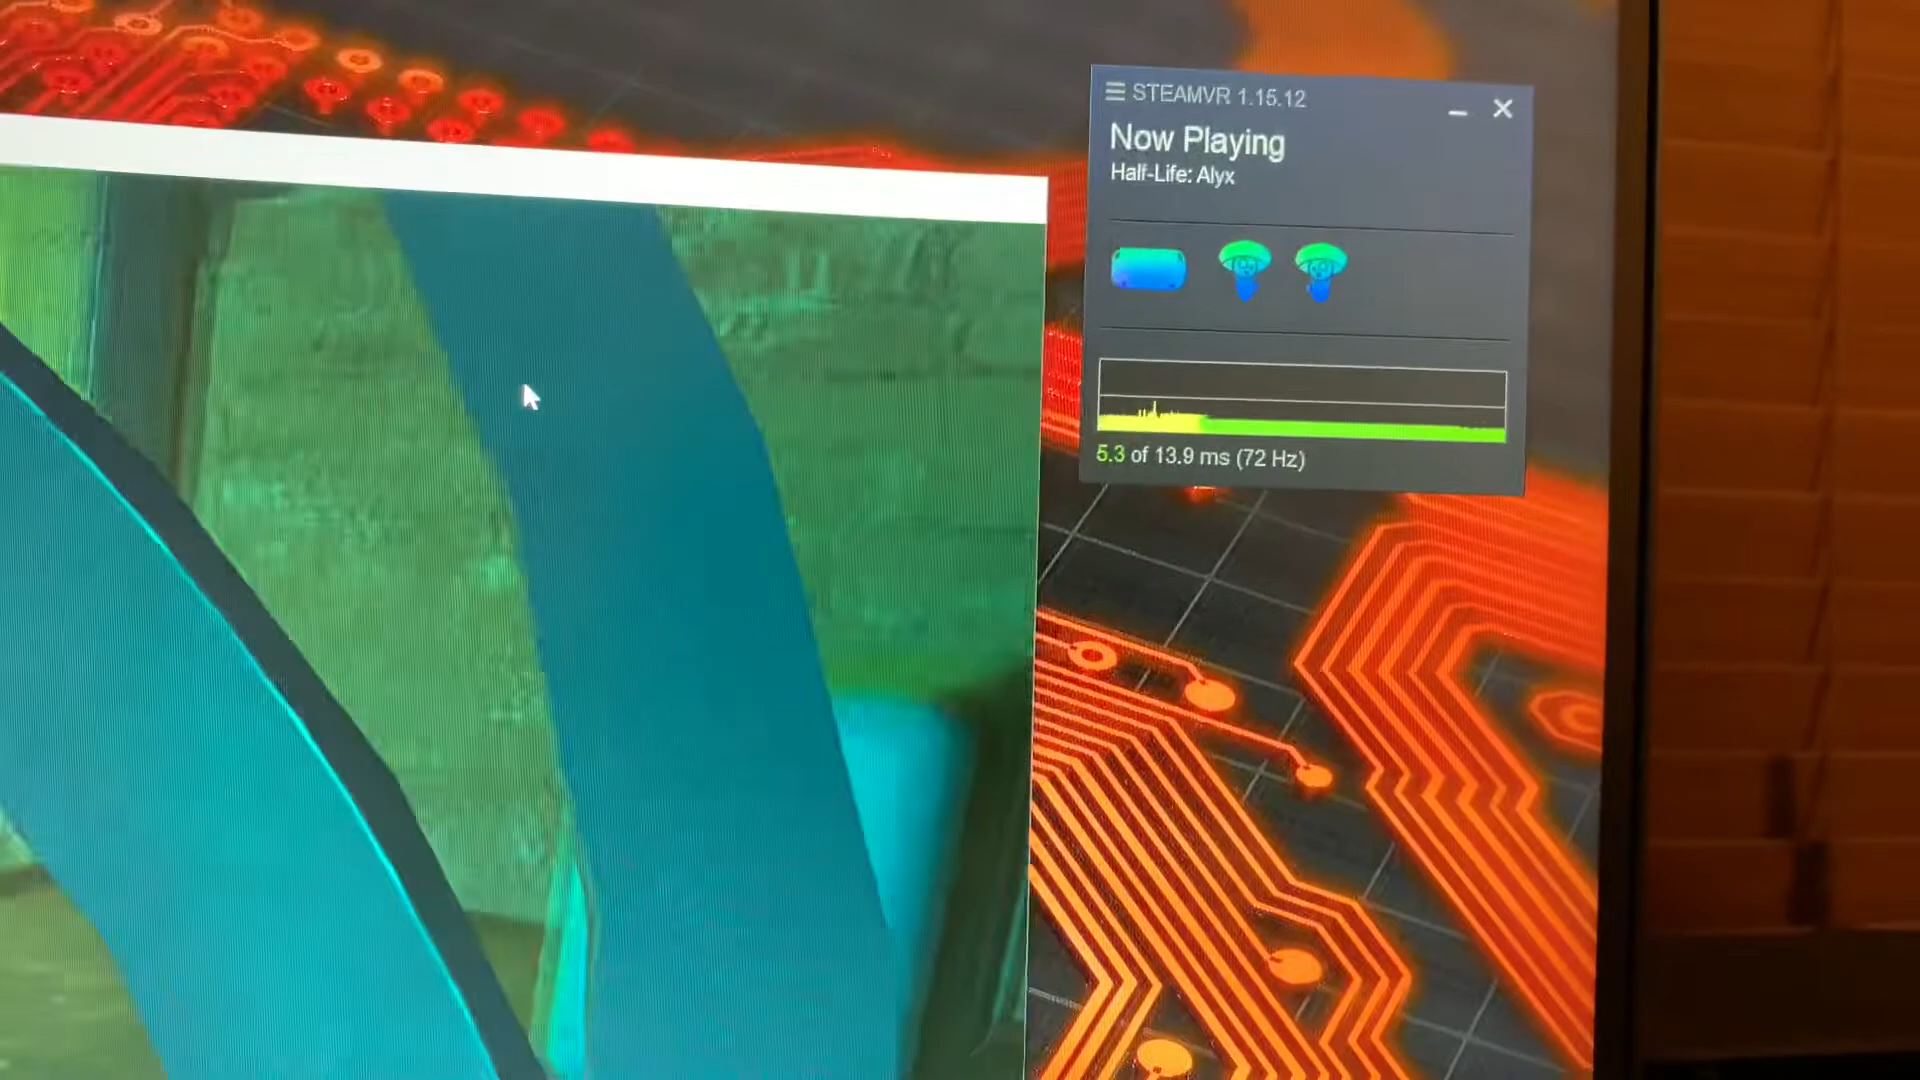 STEAMVR 1.15.12
Now Playing
Half-Life: Alyx
5.3 of 13.9 ms (72 Hz)